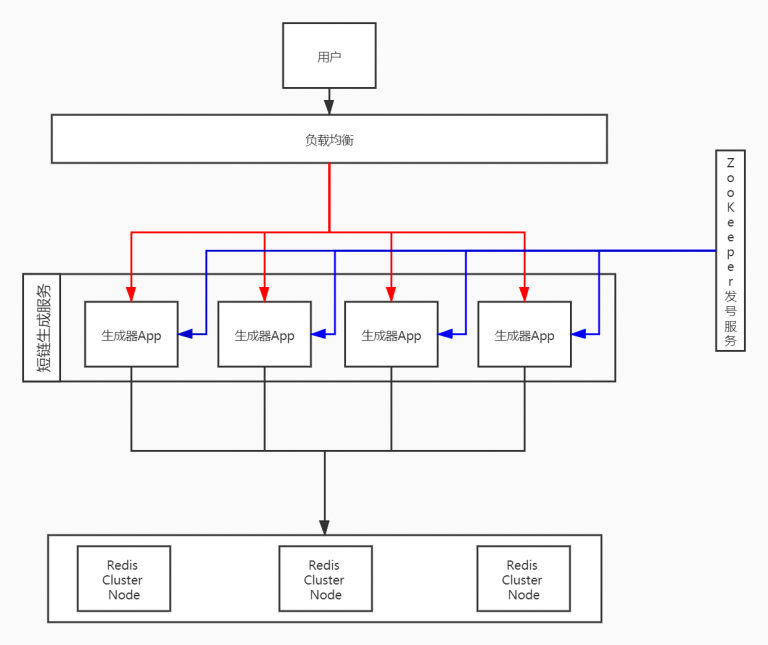 用户
负载均衡
ZooKeeper发号服务
短链生成服务
生成器App
生成器App
生成器App
生成器App
Redis
Cluster
Node
Redis
Cluster
Node
Redis
Cluster
Node